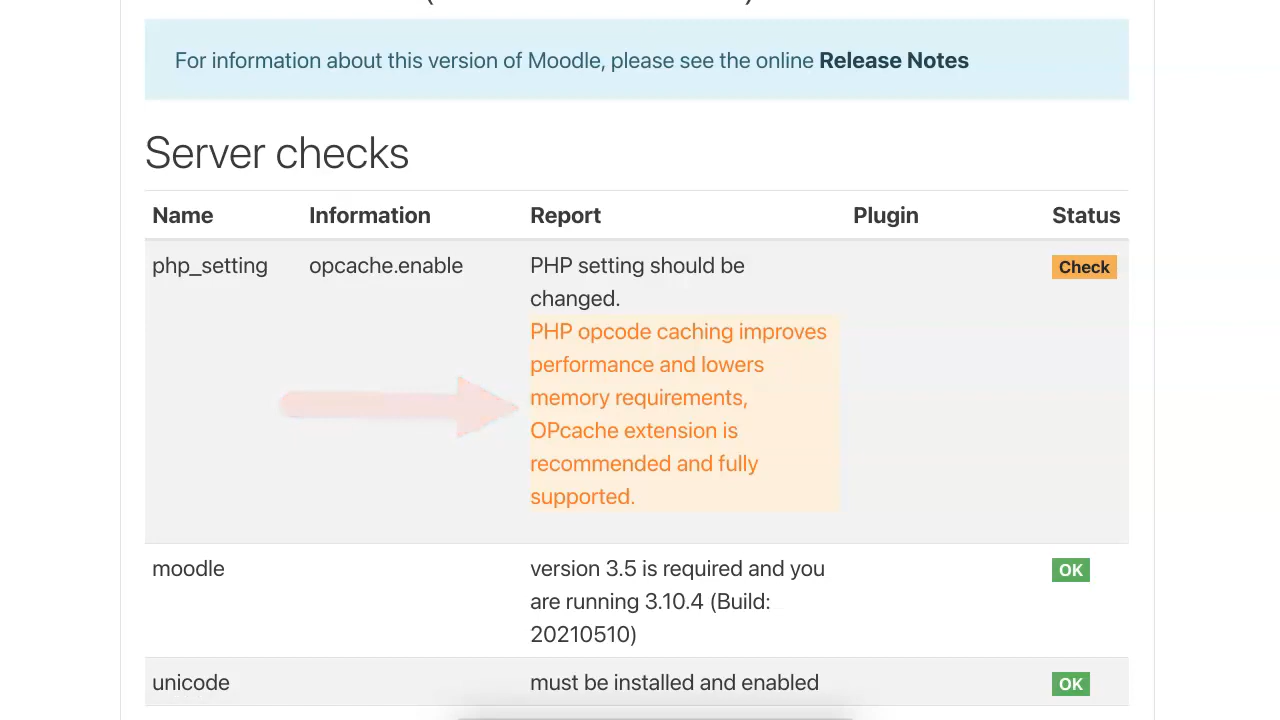 For information about this version of Moodle, please see the online Release Notes
Server checks
Name Information Report Plugin Status
php_setting opcache.enable PHP setting should be Check
changed.
PHP opcode caching improves
performance and lowers
memory requirements,
OPcache extension is
recommended and fully
supported.
moodle version 3.5 is required and you OK
are running 3.10.4 (Build:
20210510)
unicode must be installed and enabled OK